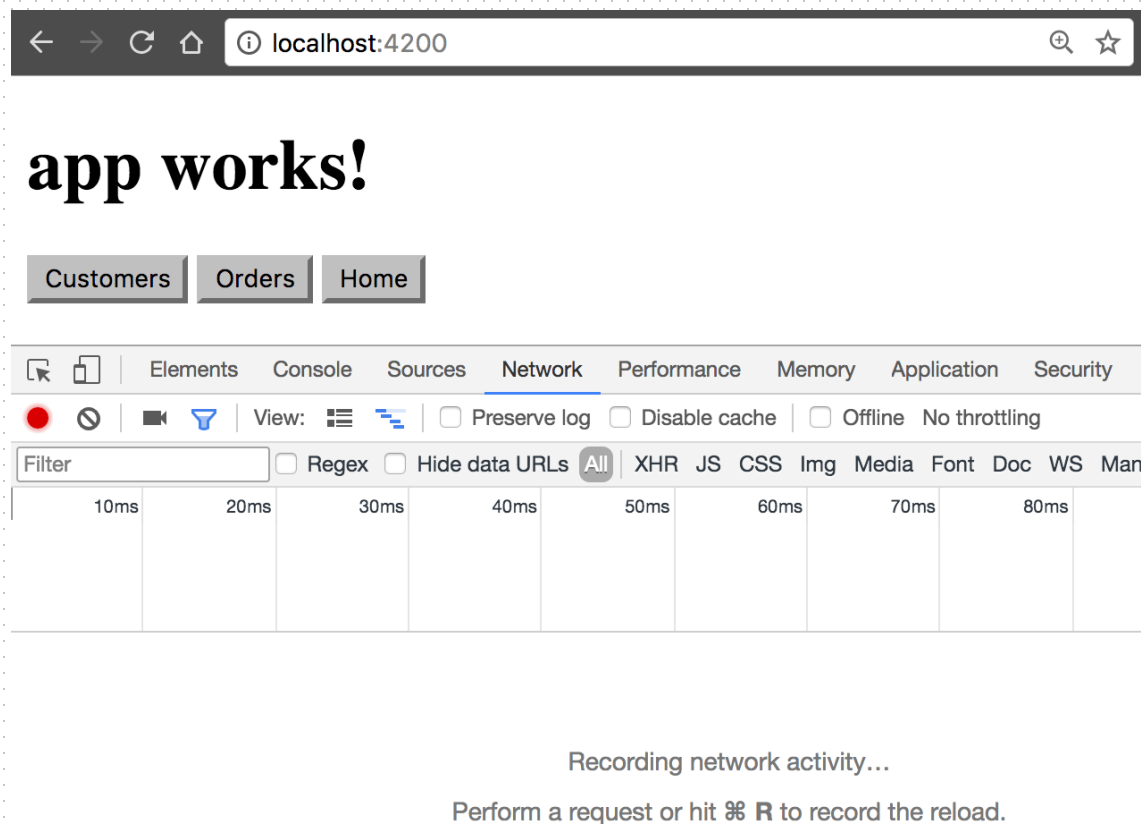 localhost:4200
app works!
Customers Orders Home
Elements Console Sources Network Performance Memory Application Security
View: Preserve log Disable cache Offline No throttling
Filter Regex Hide data URLs All XHR JS CSS Img Media Font Doc WS Man
10ms 20ms 30ms 40ms 50ms 60ms 70ms 80ms
Recording network activity…
Perform a request or hit ⌘ R to record the reload.